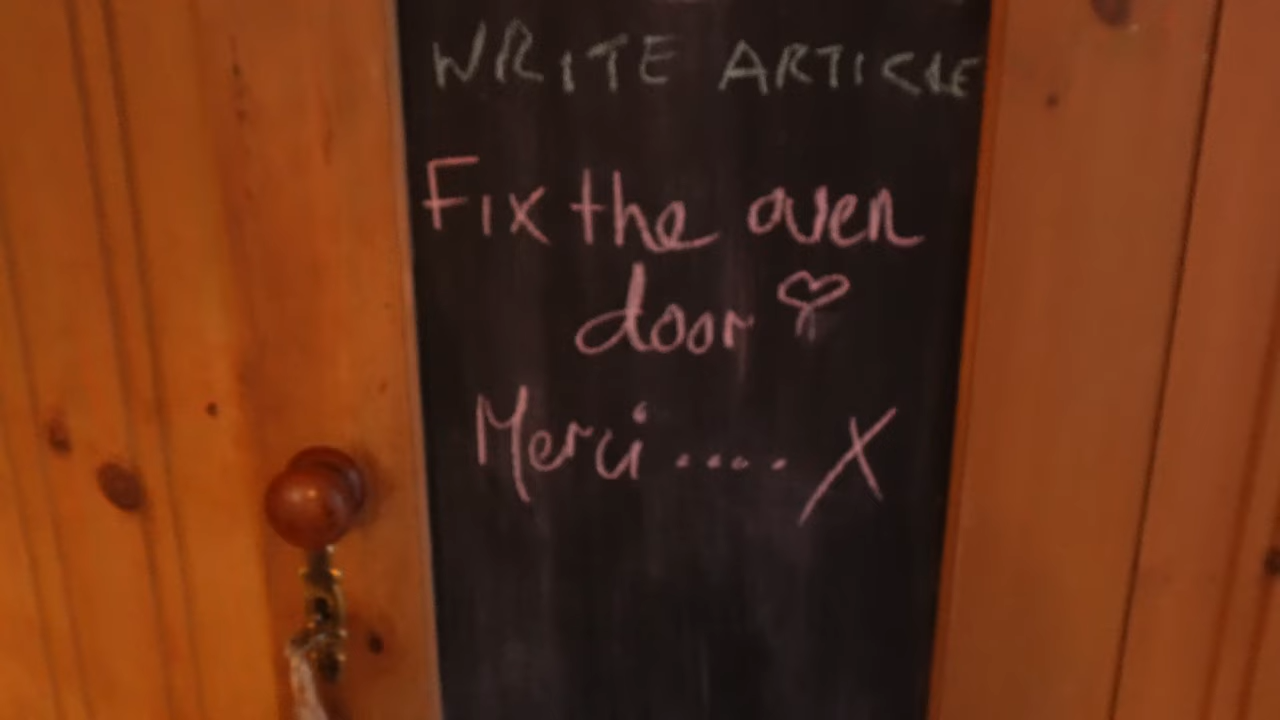 WRITE ARTICLE
Fix the oven
door
Merci .... X